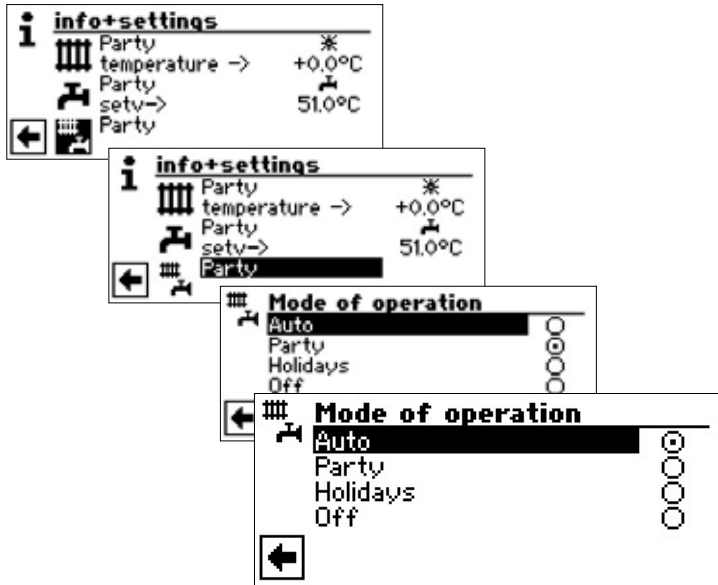 info+settings
Party
temperature -> +0.0°C
Party
setv-> 51.0°C
Party
info+settings
Party
temperature -> +0.0°C
Party
setv-> 51.0°C
Party
Mode of operation
Auto
Party
Holidays
Off
Mode of operation
Auto
Party
Holidays
Off